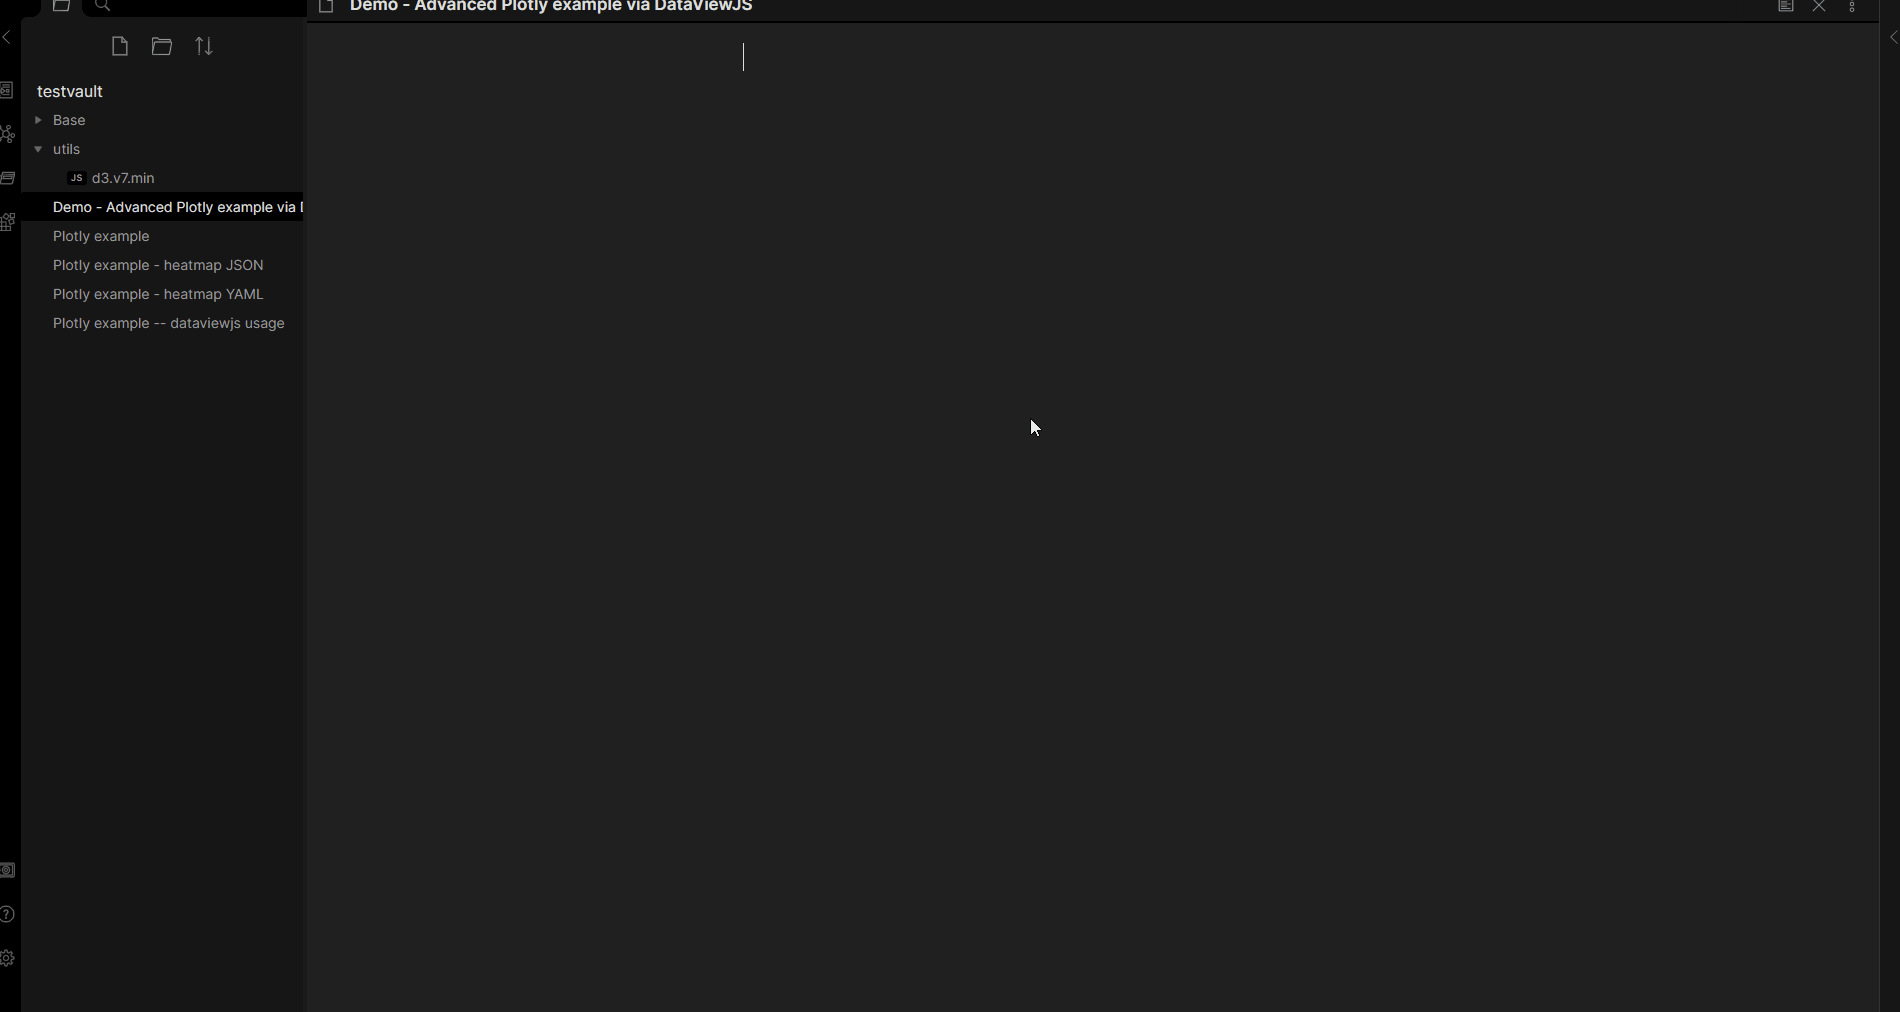 Demo - Advanced Plotly example via DataViewJS
testvault
Base
utils
JS d3.v7.min
Demo - Advanced Plotly example via
Plotly example
Plotly example - heatmap JSON
Plotly example - heatmap YAML
Plotly example -- dataviewjs usage